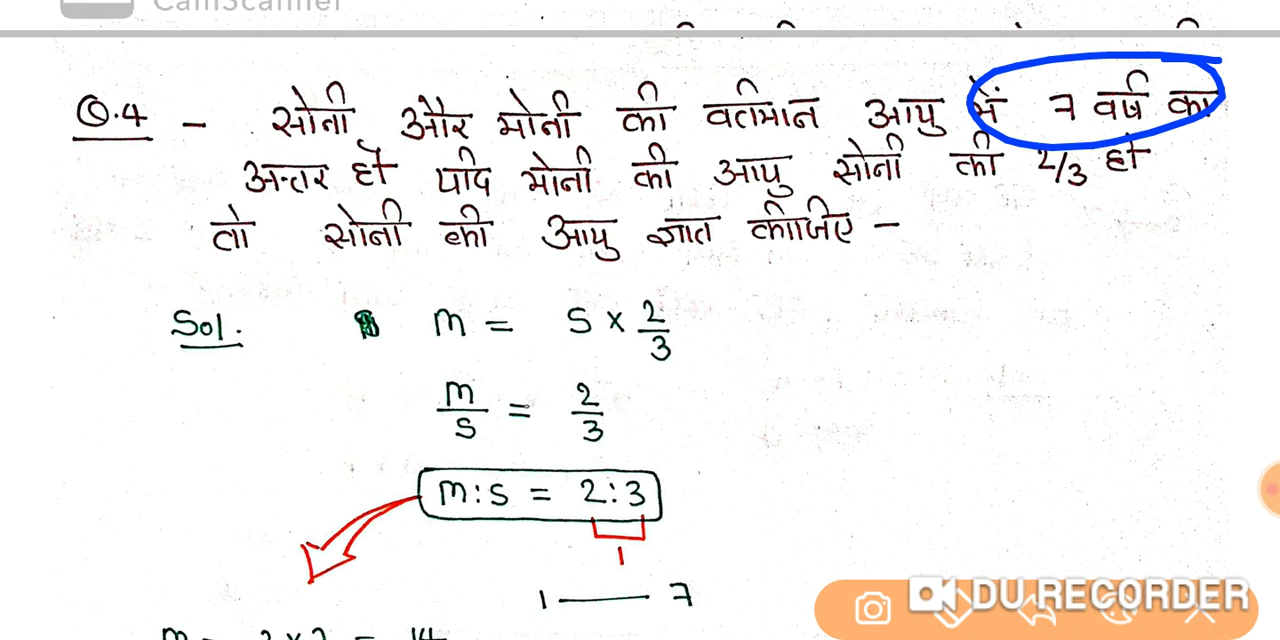 CamScanner
Q.4 - सोनी और मोनी की वर्तमान आयु में 7 वर्ष का
अन्तर हो यदि मोनी की आयु सोनी की 2/3 हो
तो सोनी की आयु ज्ञात कीजिए -
Sol. m = S × 2/3
m/S = 2/3
m:S = 2:3
1
1 — 7
DU RECORDER